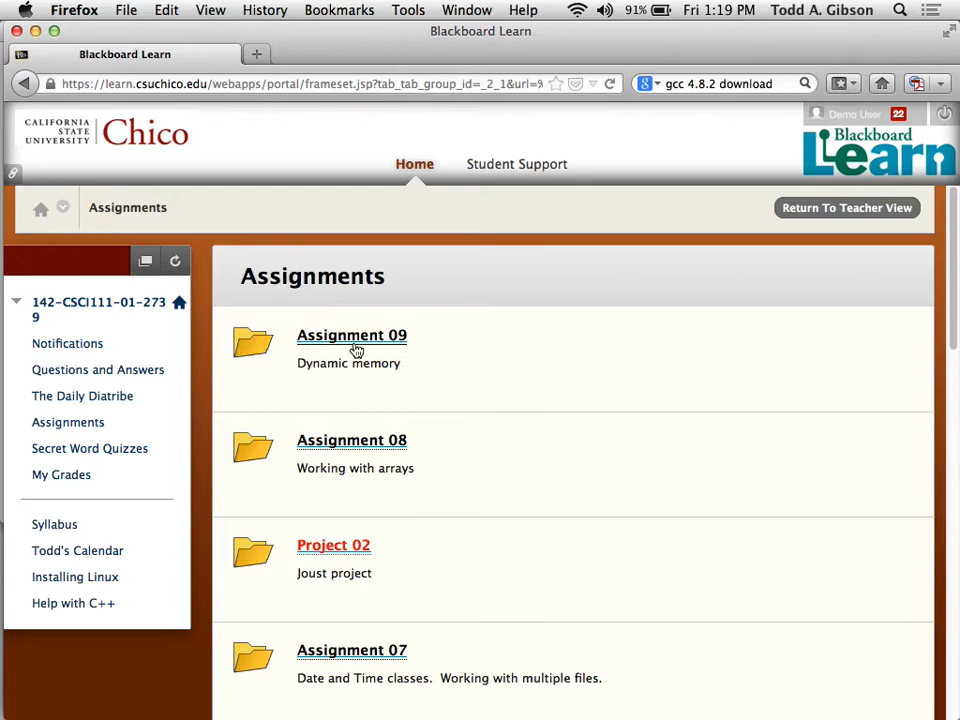 Firefox File Edit View History Bookmarks Tools Window Help 91% Fri 1:19 PM Todd A. Gibson
Blackboard Learn
Blackboard Learn
https://learn.csuchico.edu/webapps/portal/frameset.jsp?tab_tab_group_id=_2_1&url=%
gcc 4.8.2 download
CALIFORNIA
STATE
UNIVERSITY
Chico
Home
Student Support
Demo User 22
Blackboard
Learn
Assignments
Return To Teacher View
142-CSCI111-01-273
9
Notifications
Questions and Answers
The Daily Diatribe
Assignments
Secret Word Quizzes
My Grades
Syllabus
Todd's Calendar
Installing Linux
Help with C++
Assignments
Assignment 09
Dynamic memory
Assignment 08
Working with arrays
Project 02
Joust project
Assignment 07
Date and Time classes. Working with multiple files.